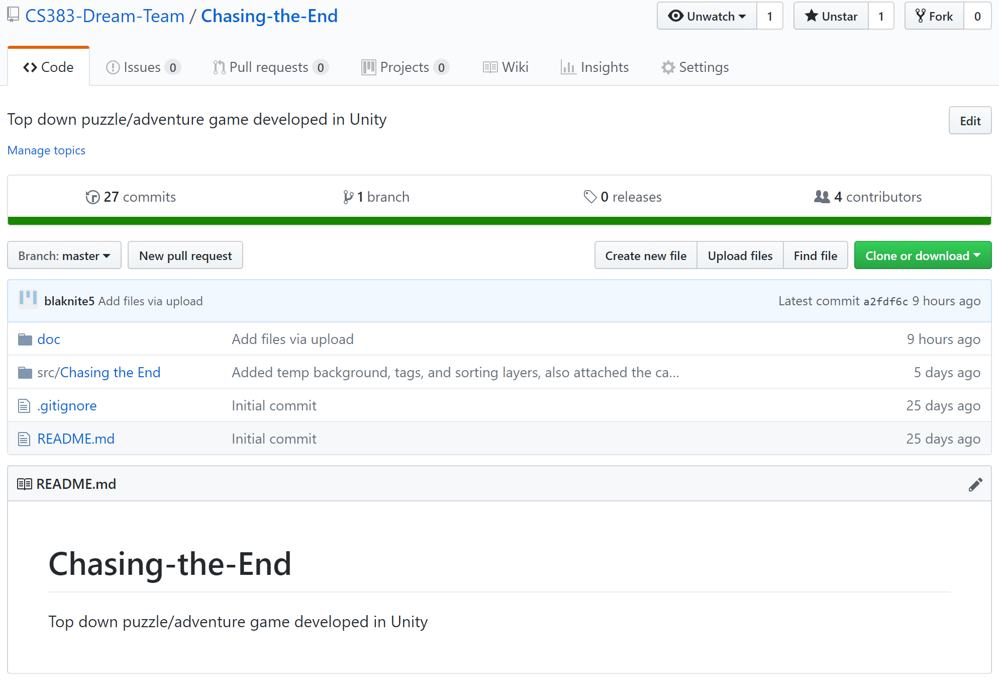 CS383-Dream-Team / Chasing-the-End Unwatch 1 Unstar 1 Fork 0
Code Issues 0 Pull requests 0 Projects 0 Wiki Insights Settings
Top down puzzle/adventure game developed in Unity Edit
Manage topics
27 commits 1 branch 0 releases 4 contributors
Branch: master New pull request Create new file Upload files Find file Clone or download
blaknite5 Add files via upload Latest commit a2fdf6c 9 hours ago
doc Add files via upload 9 hours ago
src/Chasing the End Added temp background, tags, and sorting layers, also attached the ca... 5 days ago
.gitignore Initial commit 25 days ago
README.md Initial commit 25 days ago
README.md
Chasing-the-End
Top down puzzle/adventure game developed in Unity